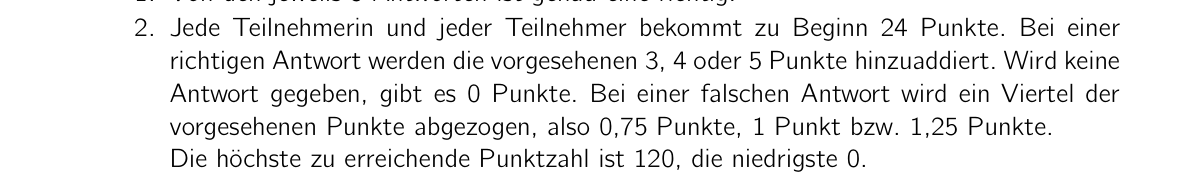 2. Jede Teilnehmerin und jeder Teilnehmer bekommt zu Beginn 24 Punkte. Bei einer
richtigen Antwort werden die vorgesehenen 3, 4 oder 5 Punkte hinzuaddiert. Wird keine
Antwort gegeben, gibt es 0 Punkte. Bei einer falschen Antwort wird ein Viertel der
vorgesehenen Punkte abgezogen, also 0,75 Punkte, 1 Punkt bzw. 1,25 Punkte.
Die höchste zu erreichende Punktzahl ist 120, die niedrigste 0.